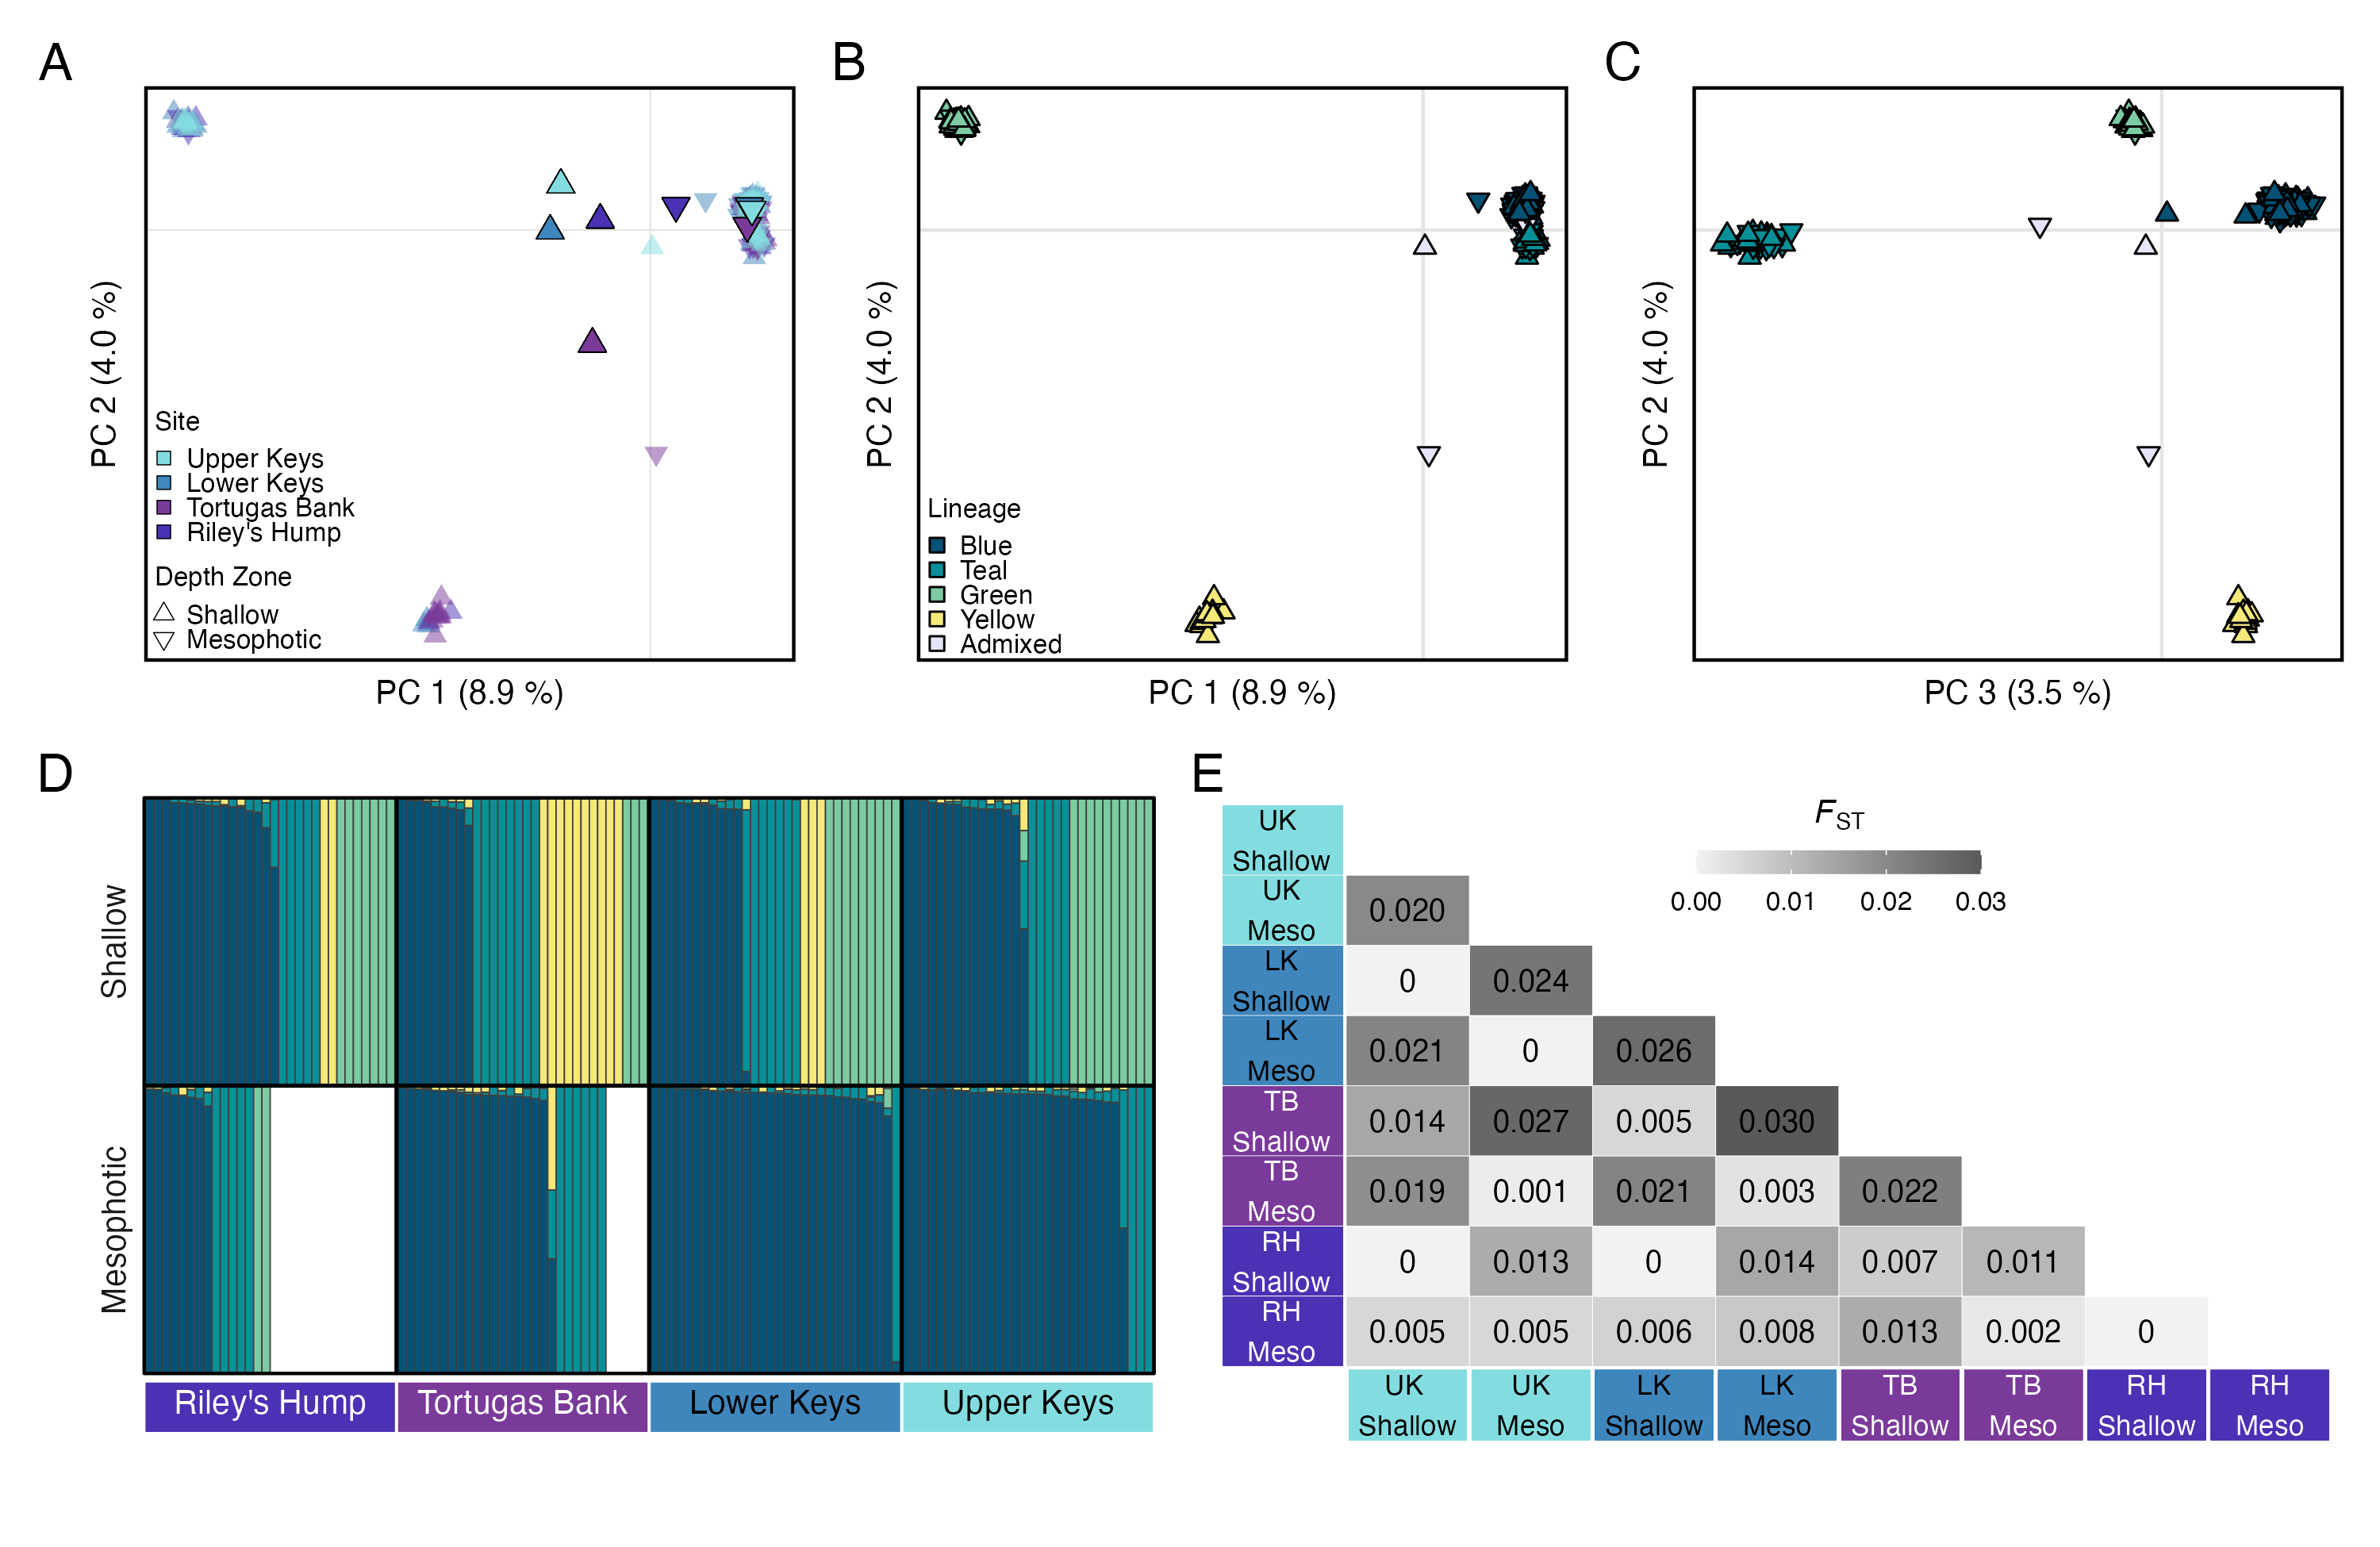 A
B
C
PC 2 (4.0 %)
Site
Upper Keys
Lower Keys
Tortugas Bank
Riley's Hump
Depth Zone
Shallow
Mesophotic
PC 1 (8.9 %)
PC 2 (4.0 %)
Lineage
Blue
Teal
Green
Yellow
Admixed
PC 1 (8.9 %)
PC 2 (4.0 %)
PC 3 (3.5 %)
D
Shallow
Mesophotic
Riley's Hump
Tortugas Bank
Lower Keys
Upper Keys
E
FST
0.00 0.01 0.02 0.03
UK
Shallow
UK
Meso
0.020
LK
Shallow
0 0.024
LK
Meso
0.021 0 0.026
TB
Shallow
0.014 0.027 0.005 0.030
TB
Meso
0.019 0.001 0.021 0.003 0.022
RH
Shallow
0 0.013 0 0.014 0.007 0.011
RH
Meso
0.005 0.005 0.006 0.008 0.013 0.002 0
UK
Shallow
UK
Meso
LK
Shallow
LK
Meso
TB
Shallow
TB
Meso
RH
Shallow
RH
Meso